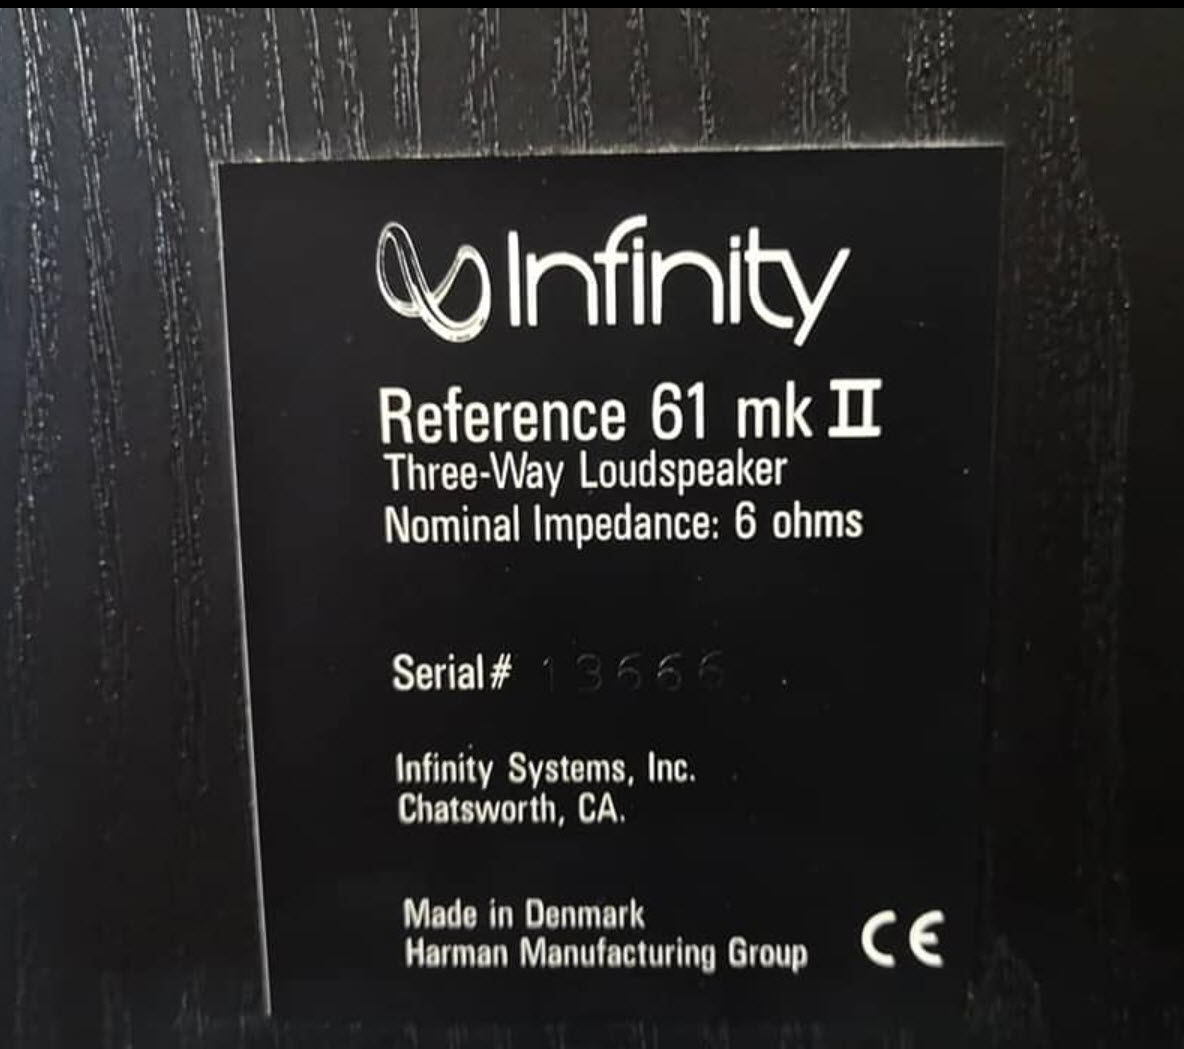 Infinity
Reference 61 mk II
Three-Way Loudspeaker
Nominal Impedance: 6 ohms
Serial # 13666
Infinity Systems, Inc.
Chatsworth, CA.
Made in Denmark
Harman Manufacturing Group
CE